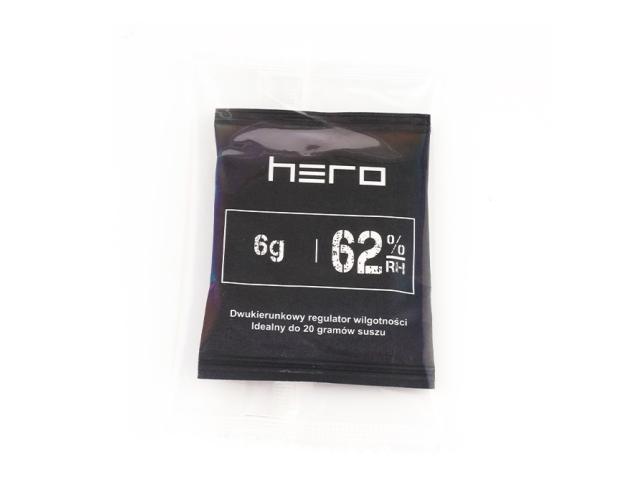 hero
6g | 62% RH
Dwukierunkowy regulator wilgotności
Idealny do 20 gramów suszu